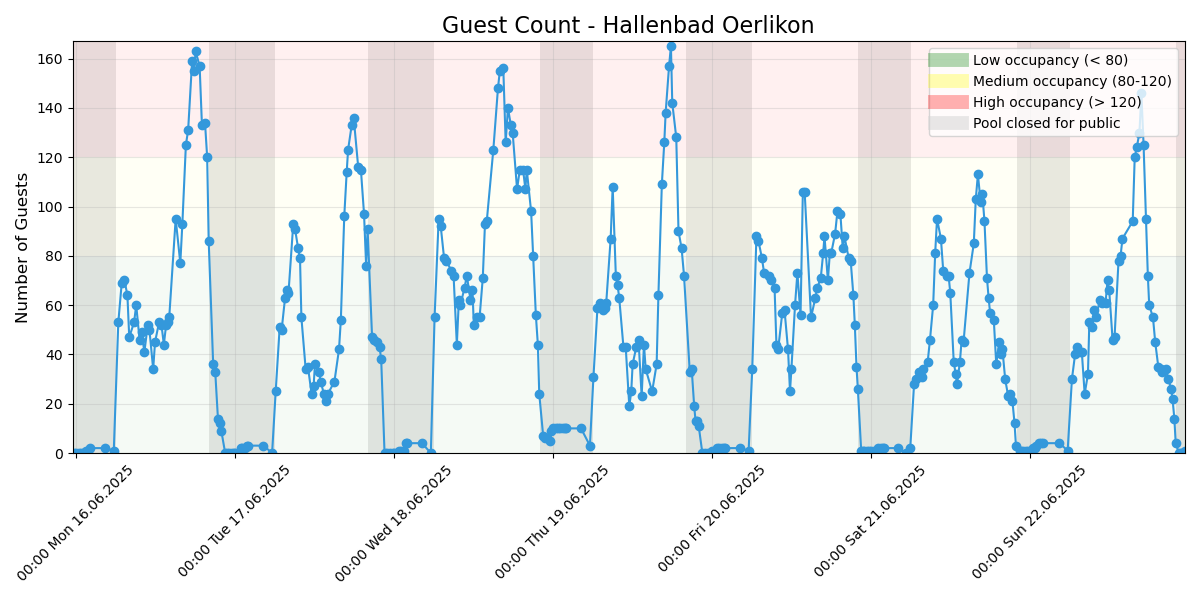 Guest Count - Hallenbad Oerlikon
Number of Guests
160
140
120
100
80
60
40
20
0
Low occupancy (< 80)
Medium occupancy (80-120)
High occupancy (> 120)
Pool closed for public
00:00 Mon 16.06.2025
00:00 Tue 17.06.2025
00:00 Wed 18.06.2025
00:00 Thu 19.06.2025
00:00 Fri 20.06.2025
00:00 Sat 21.06.2025
00:00 Sun 22.06.2025